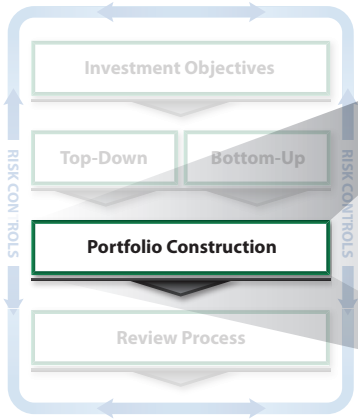 Investment Objectives
Top-Down
Bottom-Up
RISK CONTROLS
RISK CONTROLS
Portfolio Construction
Review Process